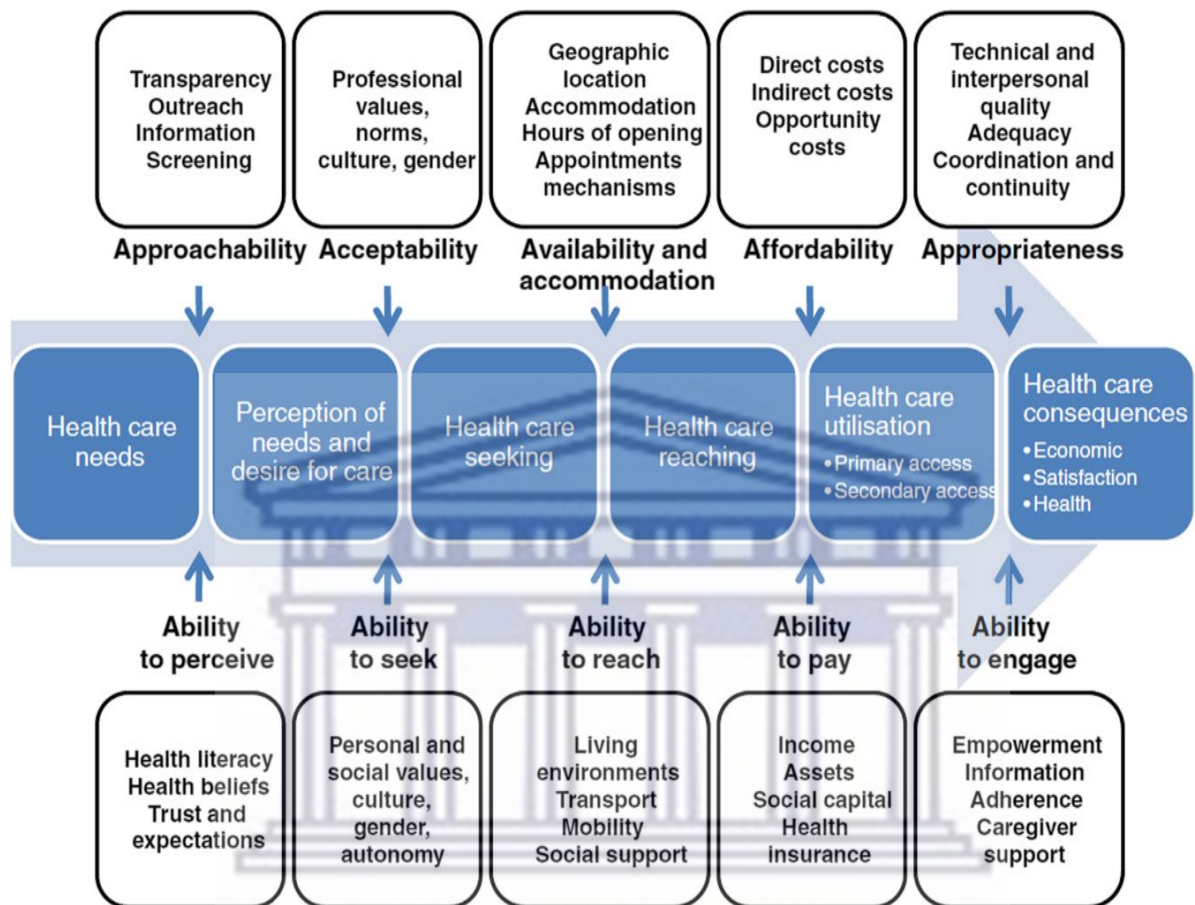 Transparency
Outreach
Information
Screening
Professional
values,
norms,
culture, gender
Geographic
location
Accommodation
Hours of opening
Appointments
mechanisms
Direct costs
Indirect costs
Opportunity
costs
Technical and
interpersonal
quality
Adequacy
Coordination and
continuity
Approachability
Acceptability
Availability and
accommodation
Affordability
Appropriateness
Health care
needs
Perception of
needs and
desire for care
Health care
seeking
Health care
reaching
Health care
utilisation
•Primary access
•Secondary access
Health care
consequences
•Economic
•Satisfaction
•Health
Ability
to perceive
Ability
to seek
Ability
to reach
Ability
to pay
Ability
to engage
Health literacy
Health beliefs
Trust and
expectations
Personal and
social values,
culture,
gender,
autonomy
Living
environments
Transport
Mobility
Social support
Income
Assets
Social capital
Health
insurance
Empowerment
Information
Adherence
Caregiver
support